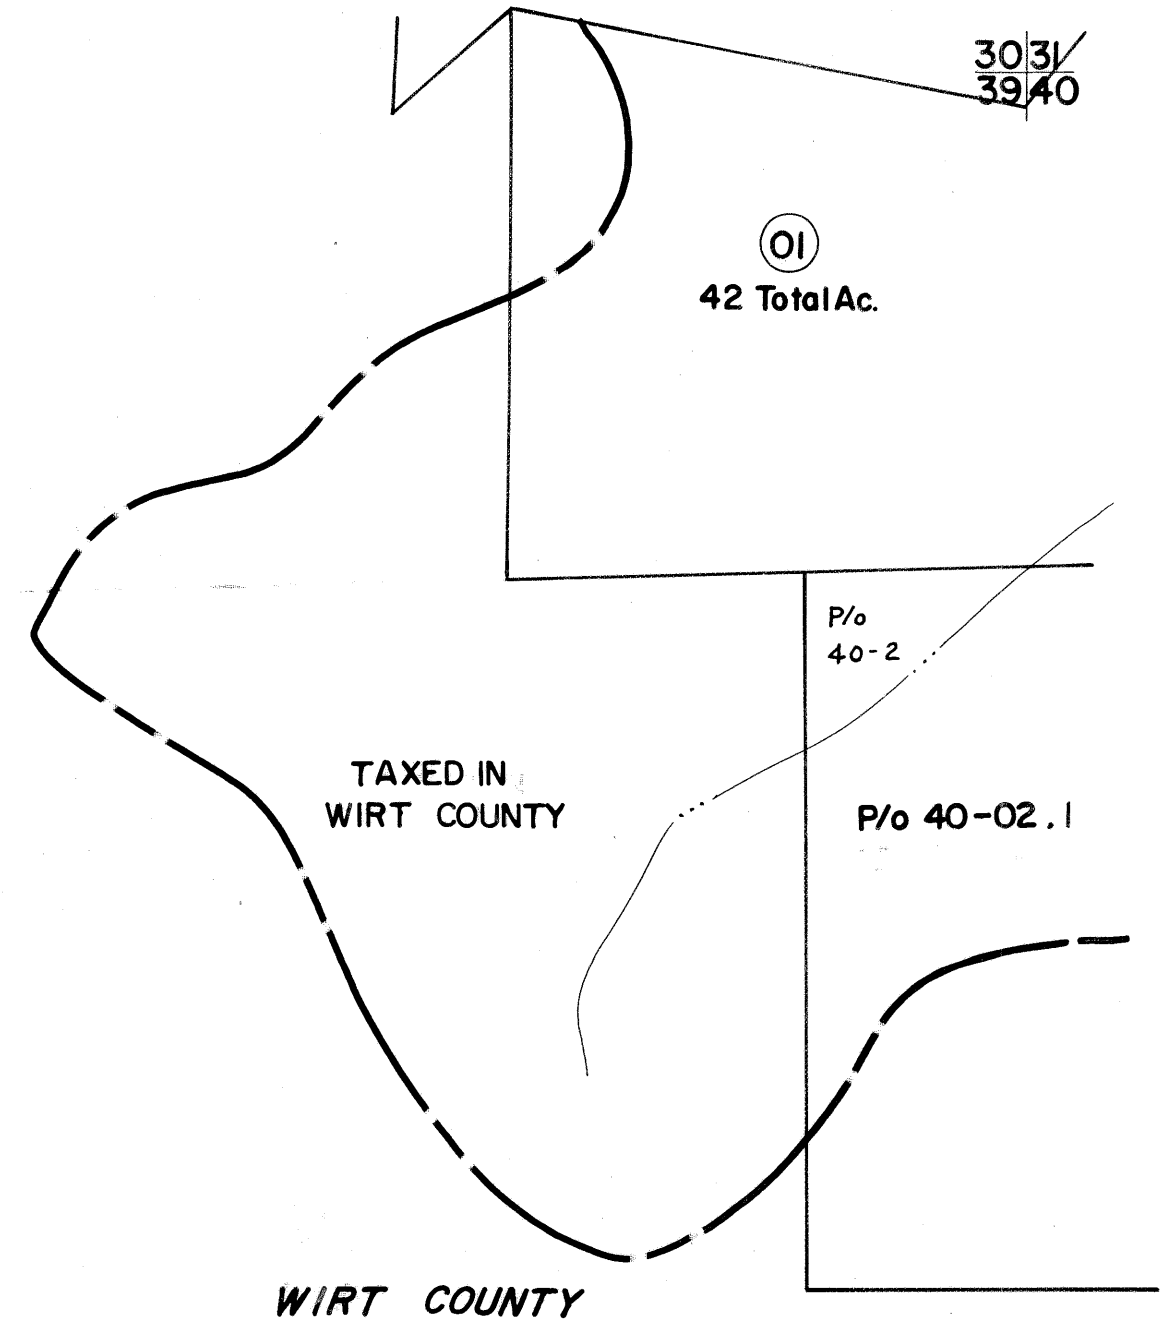 30 31
39 40
01
42 Total Ac.
P/o
40-2
TAXED IN
WIRT COUNTY
P/o 40-02.1
WIRT COUNTY